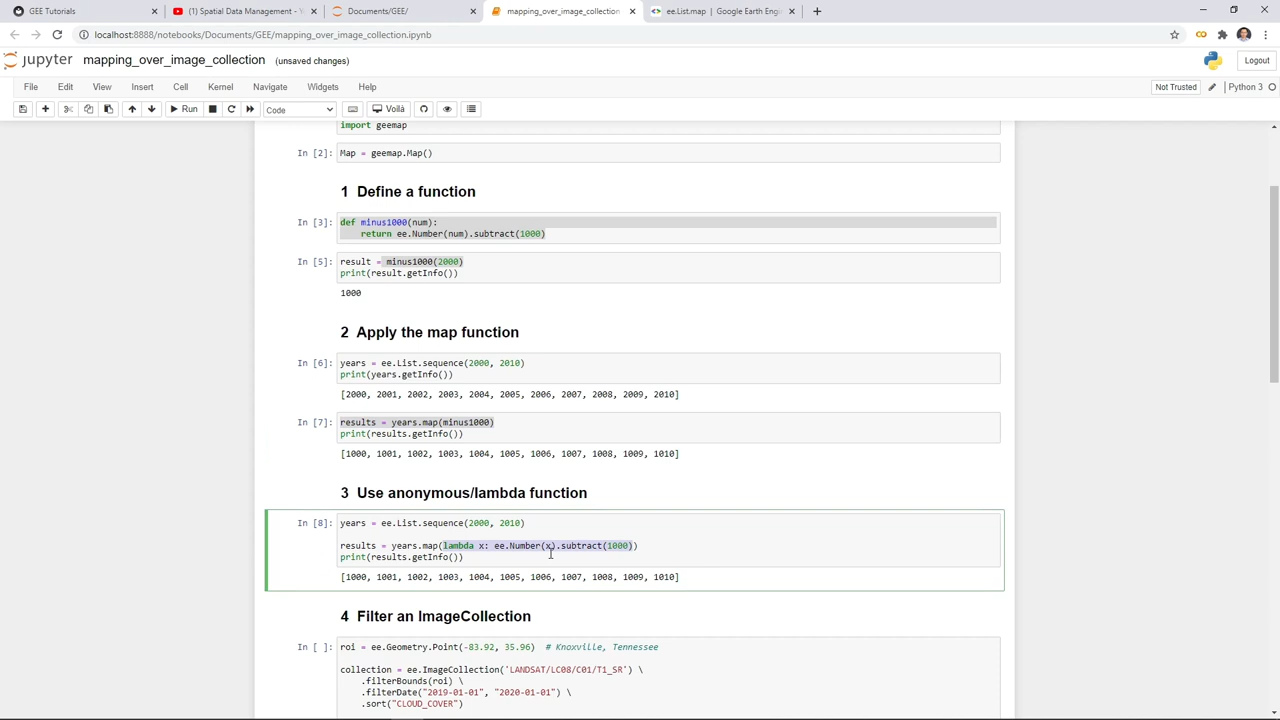 GEE Tutorials
(1) Spatial Data Management - Yo
Documents/GEE/
mapping_over_image_collection
ee.List.map | Google Earth Engin
localhost:8888/notebooks/Documents/GEE/mapping_over_image_collection.ipynb
jupyter mapping_over_image_collection (unsaved changes)
Logout
File Edit View Insert Cell Kernel Navigate Widgets Help
Not Trusted
Python 3
Run
Code
Voilà
import geemap
In [2]: Map = geemap.Map()
1 Define a function
In [3]: def minus1000(num):
return ee.Number(num).subtract(1000)
In [5]: result = minus1000(2000)
print(result.getInfo())
1000
2 Apply the map function
In [6]: years = ee.List.sequence(2000, 2010)
print(years.getInfo())
[2000, 2001, 2002, 2003, 2004, 2005, 2006, 2007, 2008, 2009, 2010]
In [7]: results = years.map(minus1000)
print(results.getInfo())
[1000, 1001, 1002, 1003, 1004, 1005, 1006, 1007, 1008, 1009, 1010]
3 Use anonymous/lambda function
In [8]: years = ee.List.sequence(2000, 2010)
results = years.map(lambda x: ee.Number(x).subtract(1000))
print(results.getInfo())
[1000, 1001, 1002, 1003, 1004, 1005, 1006, 1007, 1008, 1009, 1010]
4 Filter an ImageCollection
In [ ]: roi = ee.Geometry.Point(-83.92, 35.96) # Knoxville, Tennessee
collection = ee.ImageCollection('LANDSAT/LC08/C01/T1_SR') \
.filterBounds(roi) \
.filterDate("2019-01-01", "2020-01-01") \
.sort("CLOUD_COVER")